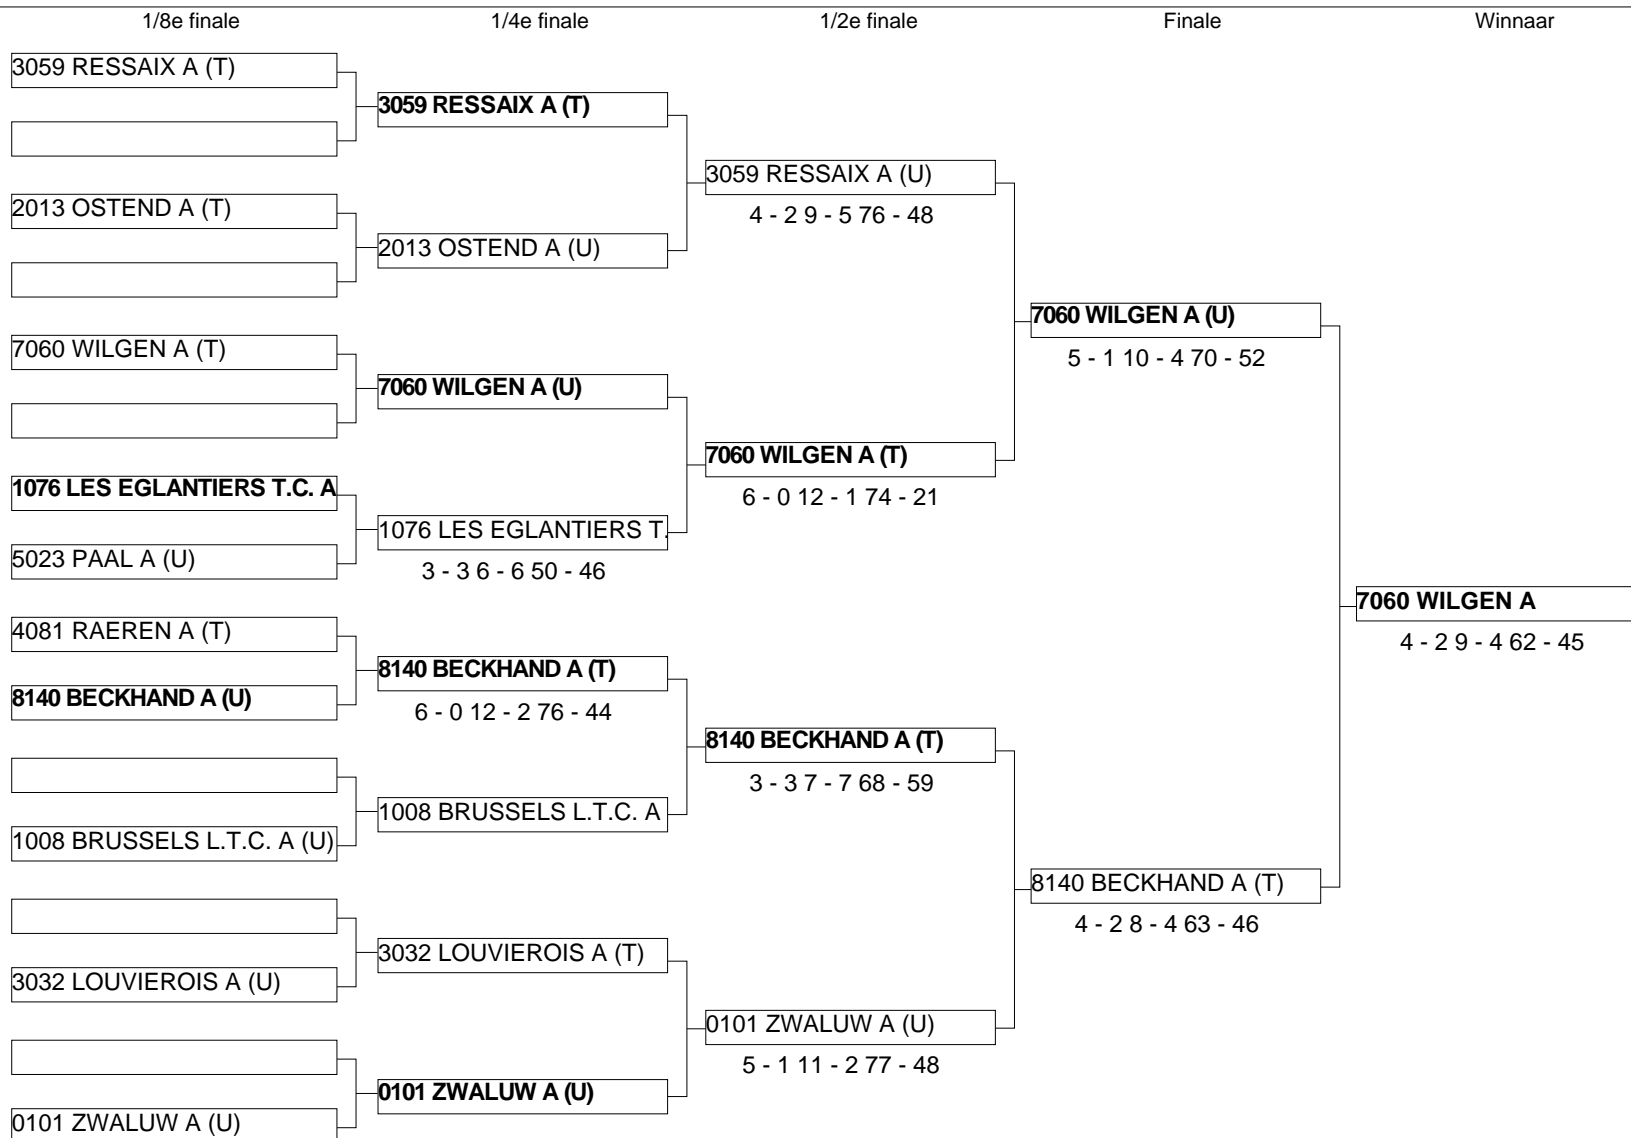 1/8e finale
1/4e finale
1/2e finale
Finale
Winnaar
3059 RESSAIX A (T)
2013 OSTEND A (T)
7060 WILGEN A (T)
1076 LES EGLANTIERS T.C. A
5023 PAAL A (U)
4081 RAEREN A (T)
8140 BECKHAND A (U)
1008 BRUSSELS L.T.C. A (U)
3032 LOUVIEROIS A (U)
0101 ZWALUW A (U)
3059 RESSAIX A (T)
2013 OSTEND A (U)
7060 WILGEN A (U)
1076 LES EGLANTIERS T.
3 - 3 6 - 6 50 - 46
8140 BECKHAND A (T)
6 - 0 12 - 2 76 - 44
1008 BRUSSELS L.T.C. A
3032 LOUVIEROIS A (T)
0101 ZWALUW A (U)
3059 RESSAIX A (U)
4 - 2 9 - 5 76 - 48
7060 WILGEN A (T)
6 - 0 12 - 1 74 - 21
8140 BECKHAND A (T)
3 - 3 7 - 7 68 - 59
0101 ZWALUW A (U)
5 - 1 11 - 2 77 - 48
7060 WILGEN A (U)
5 - 1 10 - 4 70 - 52
8140 BECKHAND A (T)
4 - 2 8 - 4 63 - 46
7060 WILGEN A
4 - 2 9 - 4 62 - 45